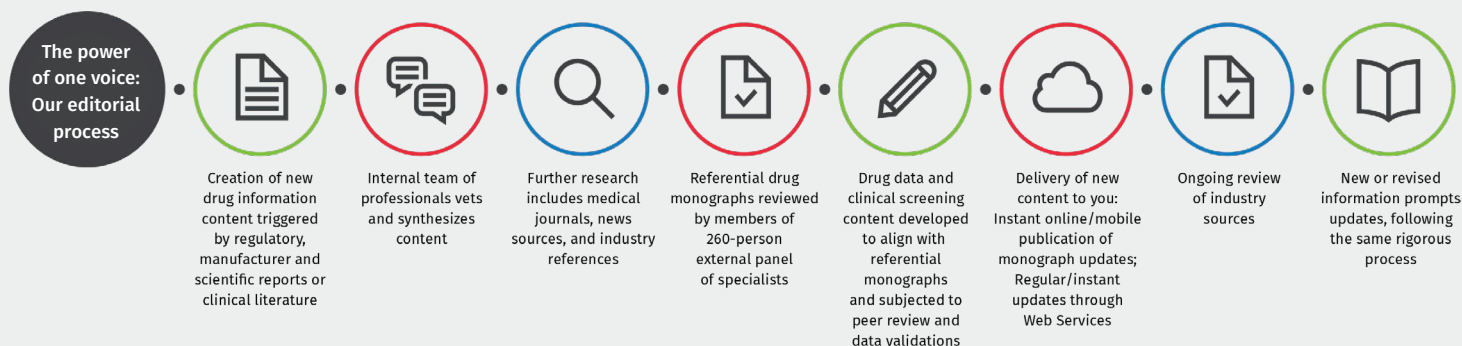 The power
of one voice:
Our editorial
process
Creation of new
drug information
content triggered
by regulatory,
manufacturer and
scientific reports or
clinical literature
Internal team of
professionals vets
and synthesizes
content
Further research
includes medical
journals, news
sources, and industry
references
Referential drug
monographs reviewed
by members of
260-person
external panel
of specialists
Drug data and
clinical screening
content developed
to align with
referential
monographs
and subjected to
peer review and
data validations
Delivery of new
content to you:
Instant online/mobile
publication of
monograph updates;
Regular/instant
updates through
Web Services
Ongoing review
of industry
sources
New or revised
information prompts
updates, following
the same rigorous
process